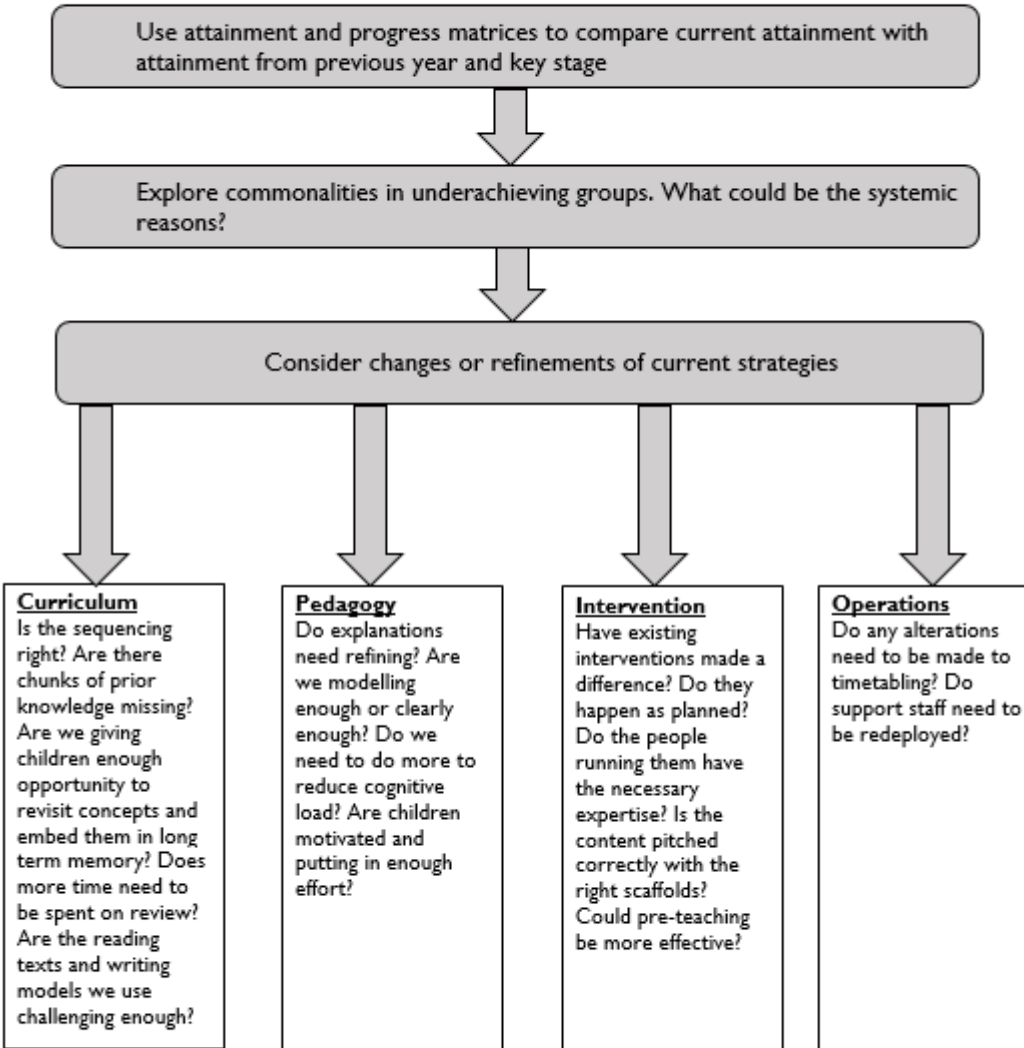 Use attainment and progress matrices to compare current attainment with
attainment from previous year and key stage
Explore commonalities in underachieving groups. What could be the systemic
reasons?
Consider changes or refinements of current strategies
Curriculum
Is the sequencing
right? Are there
chunks of prior
knowledge missing?
Are we giving
children enough
opportunity to
revisit concepts and
embed them in long
term memory? Does
more time need to
be spent on review?
Are the reading
texts and writing
models we use
challenging enough?
Pedagogy
Do explanations
need refining? Are
we modelling
enough or clearly
enough? Do we
need to do more to
reduce cognitive
load? Are children
motivated and
putting in enough
effort?
Intervention
Have existing
interventions made a
difference? Do they
happen as planned?
Do the people
running them have
the necessary
expertise? Is the
content pitched
correctly with the
right scaffolds?
Could pre-teaching
be more effective?
Operations
Do any alterations
need to be made to
timetabling? Do
support staff need to
be redeployed?